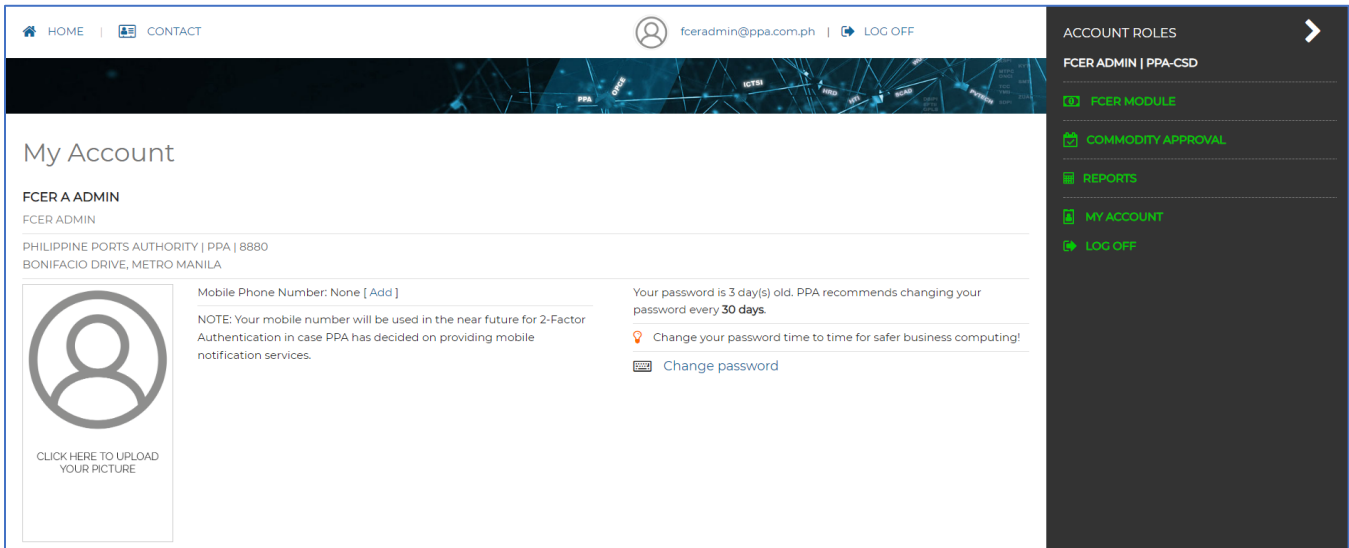 HOME | CONTACT
fceradmin@ppa.com.ph | LOG OFF
PPA
OPCE
ICTSI
HRD
HTI
SCAD
PVTECH
My Account
FCER A ADMIN
FCER ADMIN
PHILIPPINE PORTS AUTHORITY | PPA | 8880
BONIFACIO DRIVE, METRO MANILA
CLICK HERE TO UPLOAD
YOUR PICTURE
Mobile Phone Number: None [ Add ]
NOTE: Your mobile number will be used in the near future for 2-Factor
Authentication in case PPA has decided on providing mobile
notification services.
Your password is 3 day(s) old. PPA recommends changing your
password every 30 days.
Change your password time to time for safer business computing!
Change password
ACCOUNT ROLES
FCER ADMIN | PPA-CSD
FCER MODULE
COMMODITY APPROVAL
REPORTS
MY ACCOUNT
LOG OFF